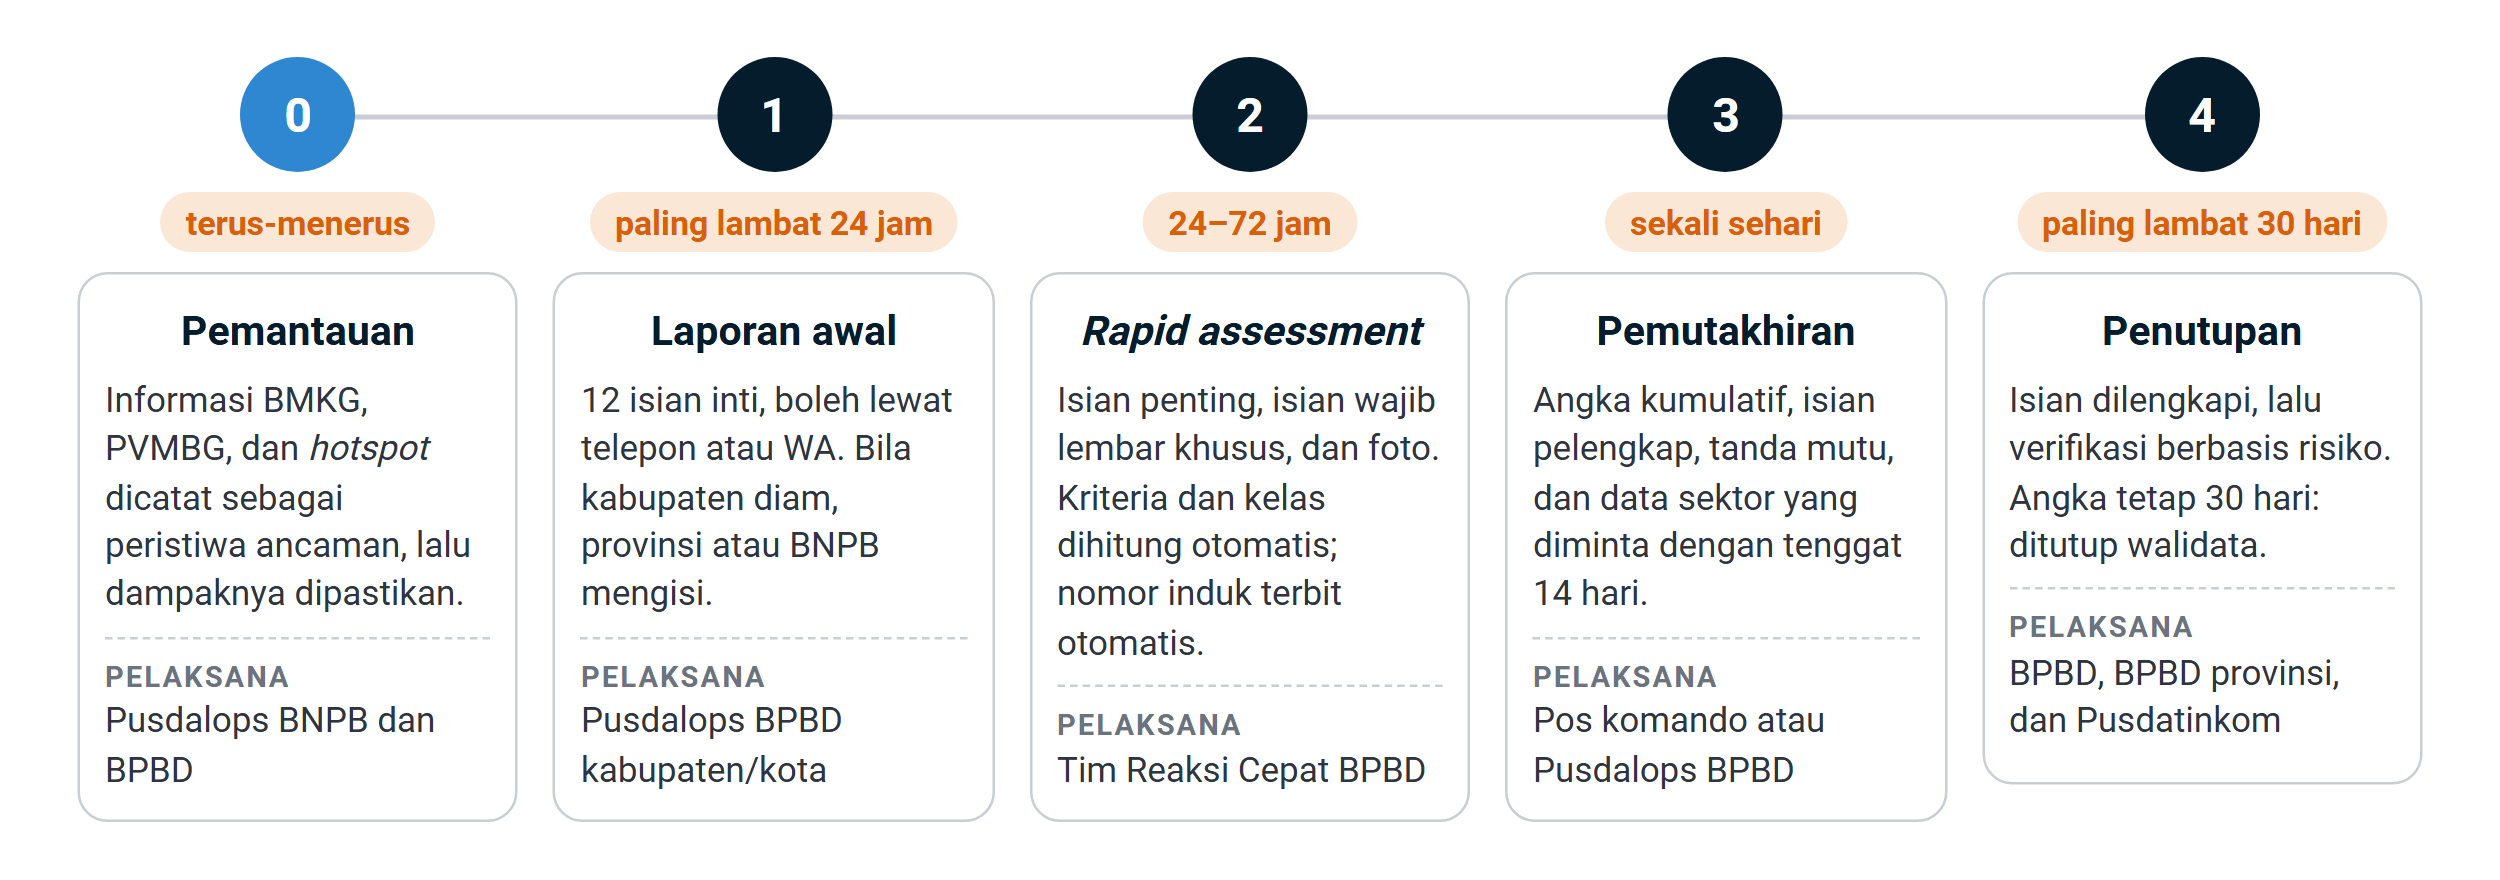 0
terus-menerus
Pemantauan
Informasi BMKG,
PVMBG, dan hotspot
dicatat sebagai
peristiwa ancaman, lalu
dampaknya dipastikan.
PELAKSANA
Pusdalops BNPB dan
BPBD
1
paling lambat 24 jam
Laporan awal
12 isian inti, boleh lewat
telepon atau WA. Bila
kabupaten diam,
provinsi atau BNPB
mengisi.
PELAKSANA
Pusdalops BPBD
kabupaten/kota
2
24–72 jam
Rapid assessment
Isian penting, isian wajib
lembar khusus, dan foto.
Kriteria dan kelas
dihitung otomatis;
nomor induk terbit
otomatis.
PELAKSANA
Tim Reaksi Cepat BPBD
3
sekali sehari
Pemutakhiran
Angka kumulatif, isian
pelengkap, tanda mutu,
dan data sektor yang
diminta dengan tenggat
14 hari.
PELAKSANA
Pos komando atau
Pusdalops BPBD
4
paling lambat 30 hari
Penutupan
Isian dilengkapi, lalu
verifikasi berbasis risiko.
Angka tetap 30 hari:
ditutup walidata.
PELAKSANA
BPBD, BPBD provinsi,
dan Pusdatinkom